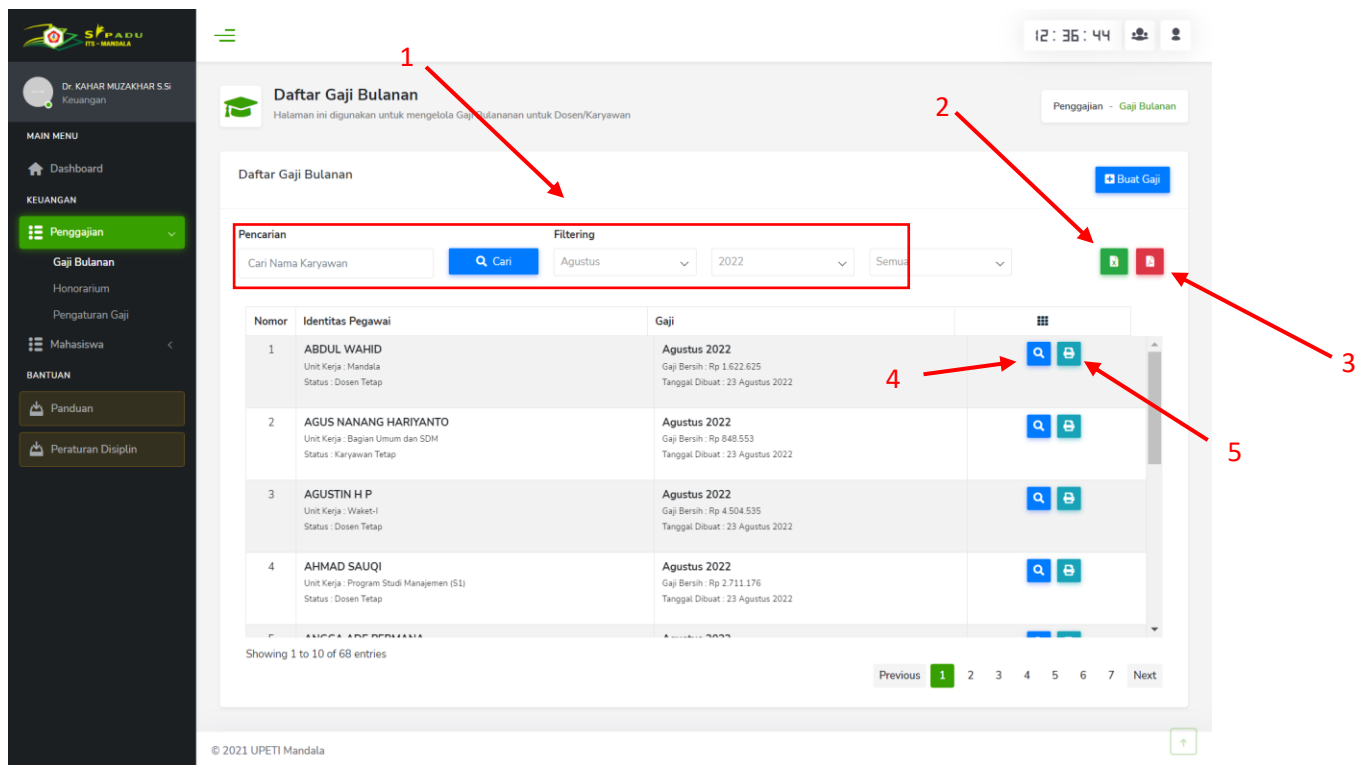 SIPADU
ITS - MANDALA
12:36:44
1
Dr. KAHAR MUZAKHAR S.Si
Keuangan
Daftar Gaji Bulanan
Halaman ini digunakan untuk mengelola Gaji Bulananan untuk Dosen/Karyawan
2
Penggajian - Gaji Bulanan
MAIN MENU
Dashboard
KEUANGAN
Penggajian
Gaji Bulanan
Honorarium
Pengaturan Gaji
Mahasiswa
BANTUAN
Panduan
Peraturan Disiplin
Daftar Gaji Bulanan
Buat Gaji
Pencarian
Filtering
Cari Nama Karyawan
Cari
Agustus
2022
Semua
3
Nomor Identitas Pegawai Gaji
1 ABDUL WAHID Agustus 2022
Unit Kerja : Mandala Gaji Bersih : Rp 1.622.625
Status : Dosen Tetap Tanggal Dibuat : 23 Agustus 2022
4
5
2 AGUS NANANG HARIYANTO Agustus 2022
Unit Kerja : Bagian Umum dan SDM Gaji Bersih : Rp 848.553
Status : Karyawan Tetap Tanggal Dibuat : 23 Agustus 2022
3 AGUSTIN H P Agustus 2022
Unit Kerja : Waket-I Gaji Bersih : Rp 4.504.535
Status : Dosen Tetap Tanggal Dibuat : 23 Agustus 2022
4 AHMAD SAUQI Agustus 2022
Unit Kerja : Program Studi Manajemen (S1) Gaji Bersih : Rp 2.711.176
Status : Dosen Tetap Tanggal Dibuat : 23 Agustus 2022
5 ANGGA ADE PERMANA Agustus 2022
Showing 1 to 10 of 68 entries
Previous 1 2 3 4 5 6 7 Next
© 2021 UPETI Mandala